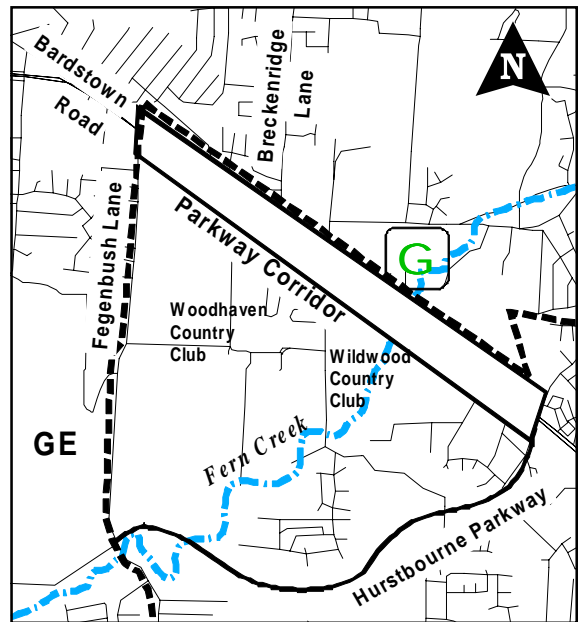 Bardstown
Road
Breckenridge
Lane
N
Fegenbush Lane
Parkway Corridor
G
Woodhaven
Country
Club
Wildwood
Country
Club
GE
Fern Creek
Hurstbourne Parkway